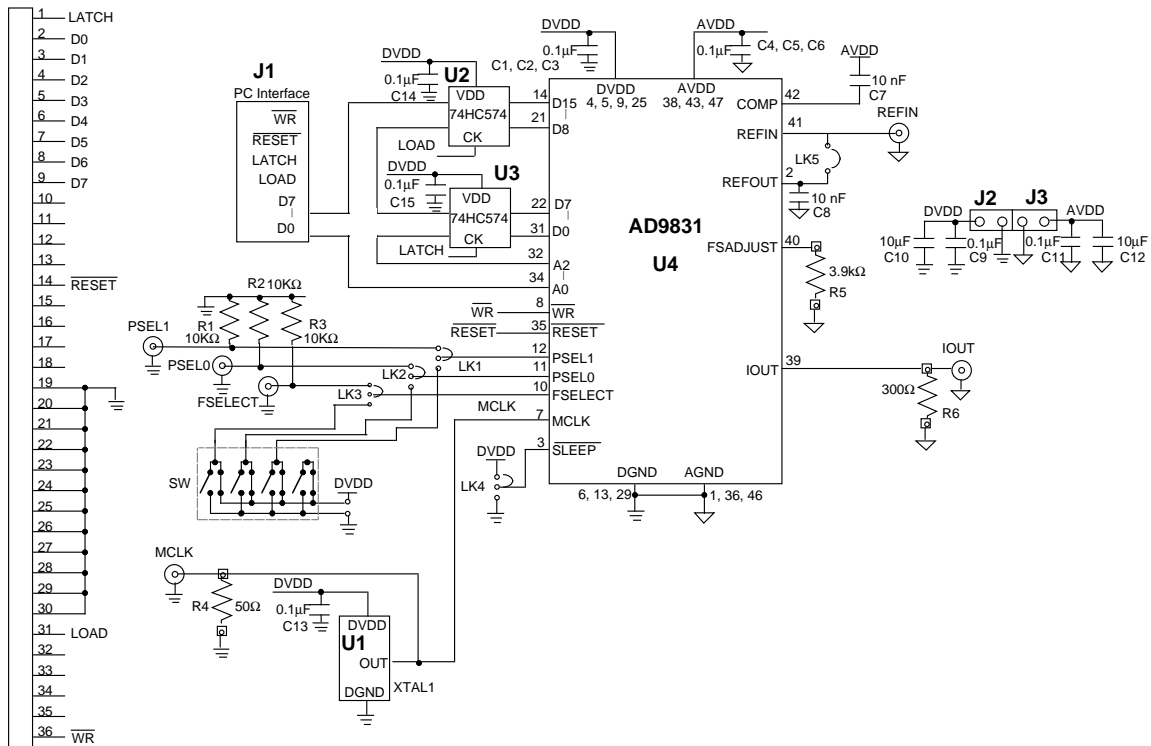 1 LATCH
2 D0
3 D1
4 D2
5 D3
6 D4
7 D5
8 D6
9 D7
10
11
12
13
14 R̅E̅S̅E̅T̅
15
16
17
18
19
20
21
22
23
24
25
26
27
28
29
30
31 LOAD
32
33
34
35
36 W̅R̅
J1
PC Interface
W̅R̅
R̅E̅S̅E̅T̅
LATCH
LOAD
D7
D0
DVDD
0.1µF
C14
U2
VDD
74HC574
CK
LOAD
DVDD
0.1µF
C15
U3
VDD
74HC574
CK
LATCH
DVDD
0.1µF
C1, C2, C3
AVDD
0.1µF
C4, C5, C6
DVDD
4, 5, 9, 25
AVDD
38, 43, 47
14 D15
21 D8
22 D7
31 D0
32 A2
34 A0
W̅R̅ 8 W̅R̅
R̅E̅S̅E̅T̅ 35 R̅E̅S̅E̅T̅
12 PSEL1
11 PSEL0
10 FSELECT
MCLK 7 MCLK
3 S̅L̅E̅E̅P̅
AD9831
U4
COMP 42
REFIN 41
REFOUT 2
FSADJUST 40
IOUT 39
DGND
6, 13, 29
AGND
1, 36, 46
AVDD
10 nF
C7
REFIN
LK5
10 nF
C8
3.9kΩ
R5
IOUT
300Ω
R6
J2 J3
DVDD
AVDD
10µF
C10
0.1µF
C9
0.1µF
C11
10µF
C12
R2 10KΩ
R1
10KΩ
R3
10KΩ
PSEL1
PSEL0
FSELECT
LK1
LK2
LK3
SW
DVDD
DVDD
LK4
MCLK
R4 50Ω
DVDD
0.1µF
C13
DVDD
U1
OUT
DGND
XTAL1